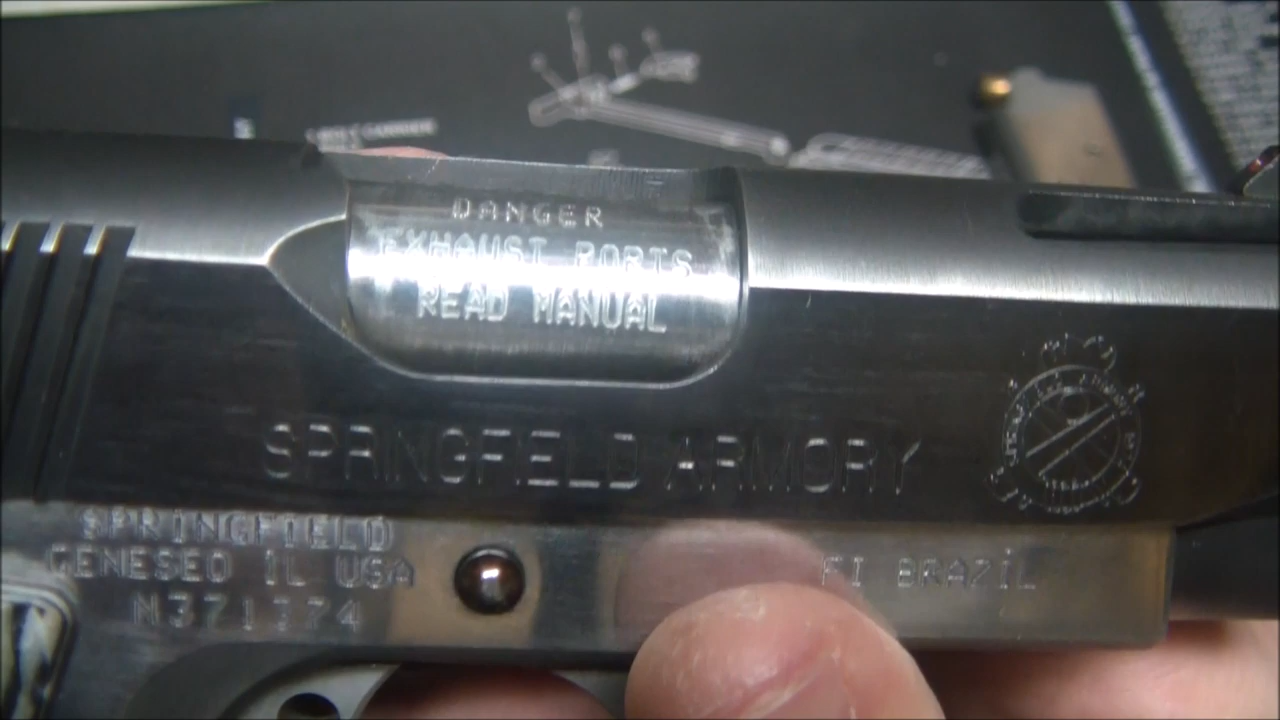 DANGER
EXHAUST PORTS
READ MANUAL
SPRINGFIELD ARMORY
SPRINGFIELD
GENESEO IL USA
N371374
FI BRAZIL